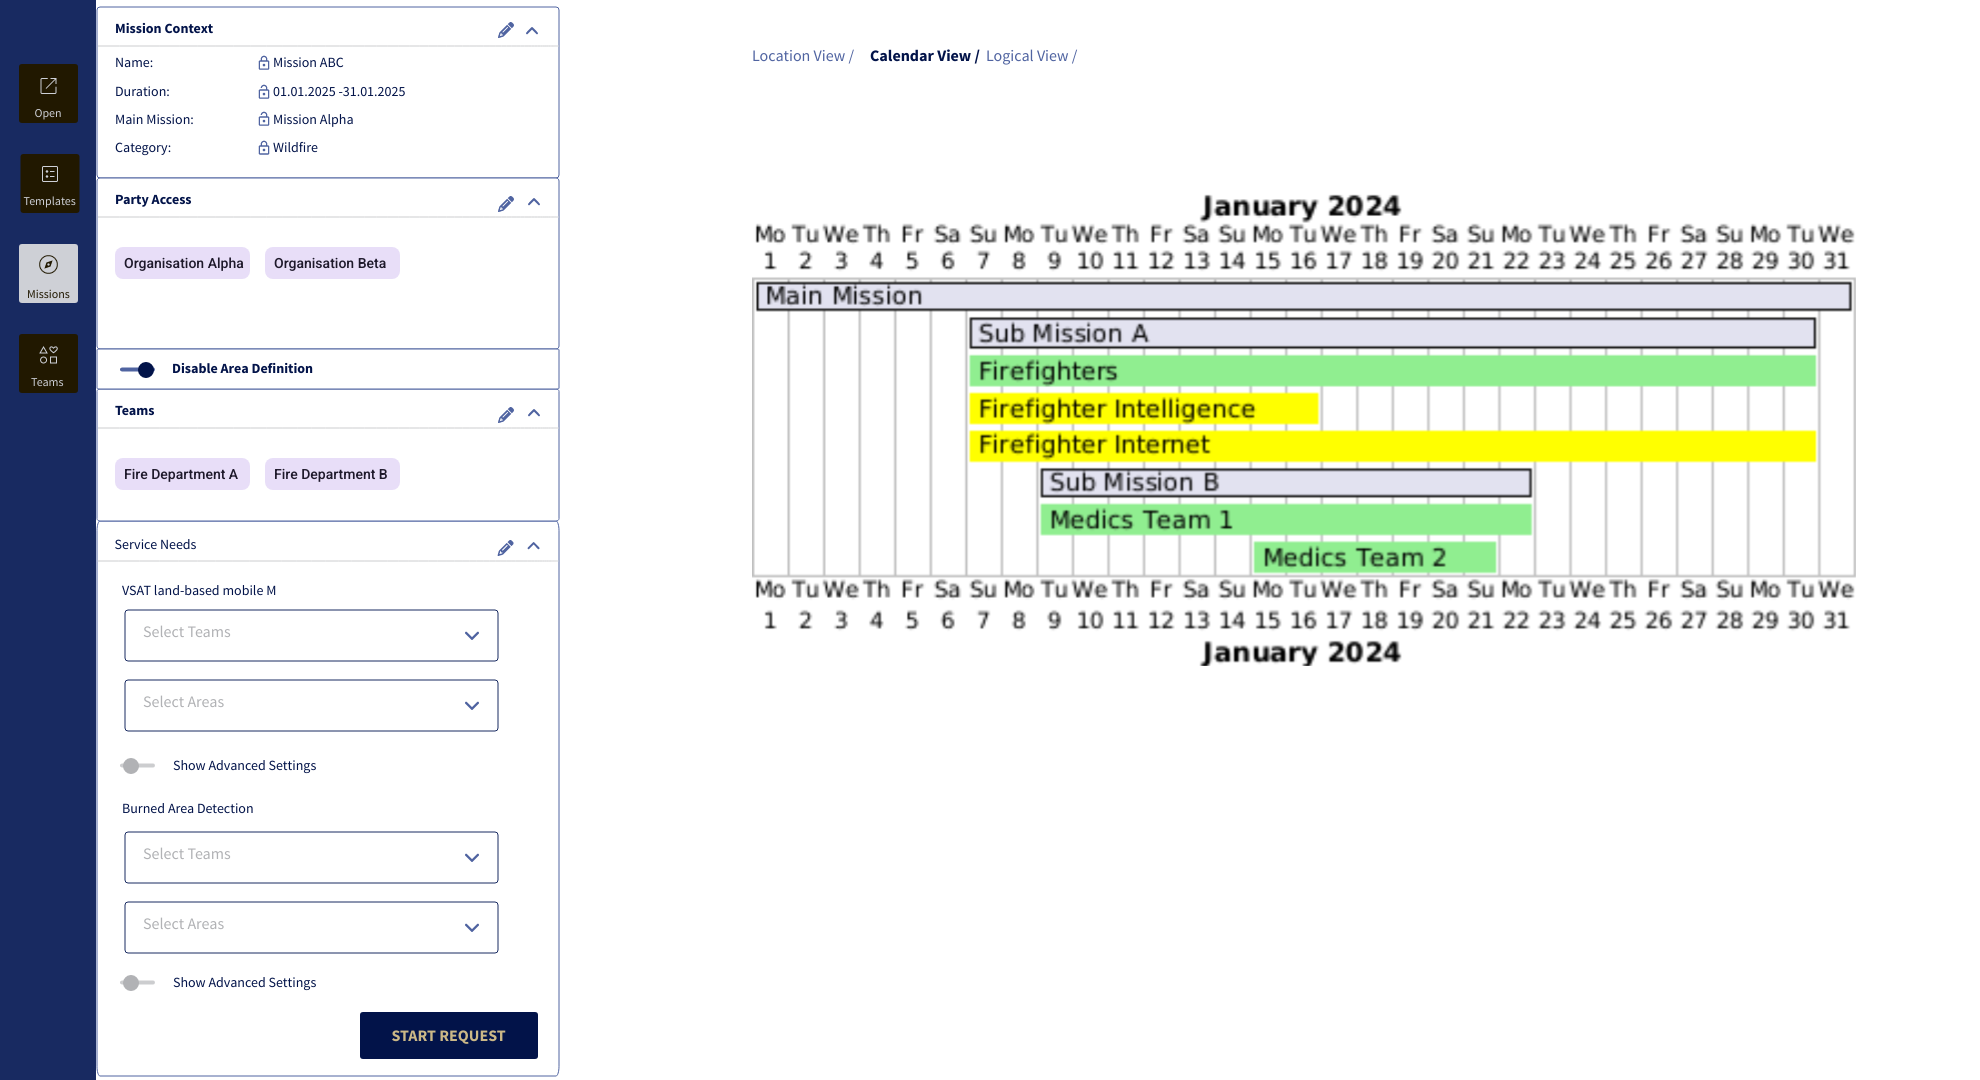 Open
Templates
Missions
Teams
Mission Context
Name: Mission ABC
Duration: 01.01.2025 -31.01.2025
Main Mission: Mission Alpha
Category: Wildfire
Party Access
Organisation Alpha Organisation Beta
Disable Area Definition
Teams
Fire Department A Fire Department B
Service Needs
VSAT land-based mobile M
Select Teams
Select Areas
Show Advanced Settings
Burned Area Detection
Select Teams
Select Areas
Show Advanced Settings
START REQUEST
Location View / Calendar View / Logical View /
January 2024
Mo Tu We Th Fr Sa Su Mo Tu We Th Fr Sa Su Mo Tu We Th Fr Sa Su Mo Tu We Th Fr Sa Su Mo Tu We
1 2 3 4 5 6 7 8 9 10 11 12 13 14 15 16 17 18 19 20 21 22 23 24 25 26 27 28 29 30 31
Main Mission
Sub Mission A
Firefighters
Firefighter Intelligence
Firefighter Internet
Sub Mission B
Medics Team 1
Medics Team 2
Mo Tu We Th Fr Sa Su Mo Tu We Th Fr Sa Su Mo Tu We Th Fr Sa Su Mo Tu We Th Fr Sa Su Mo Tu We
1 2 3 4 5 6 7 8 9 10 11 12 13 14 15 16 17 18 19 20 21 22 23 24 25 26 27 28 29 30 31
January 2024